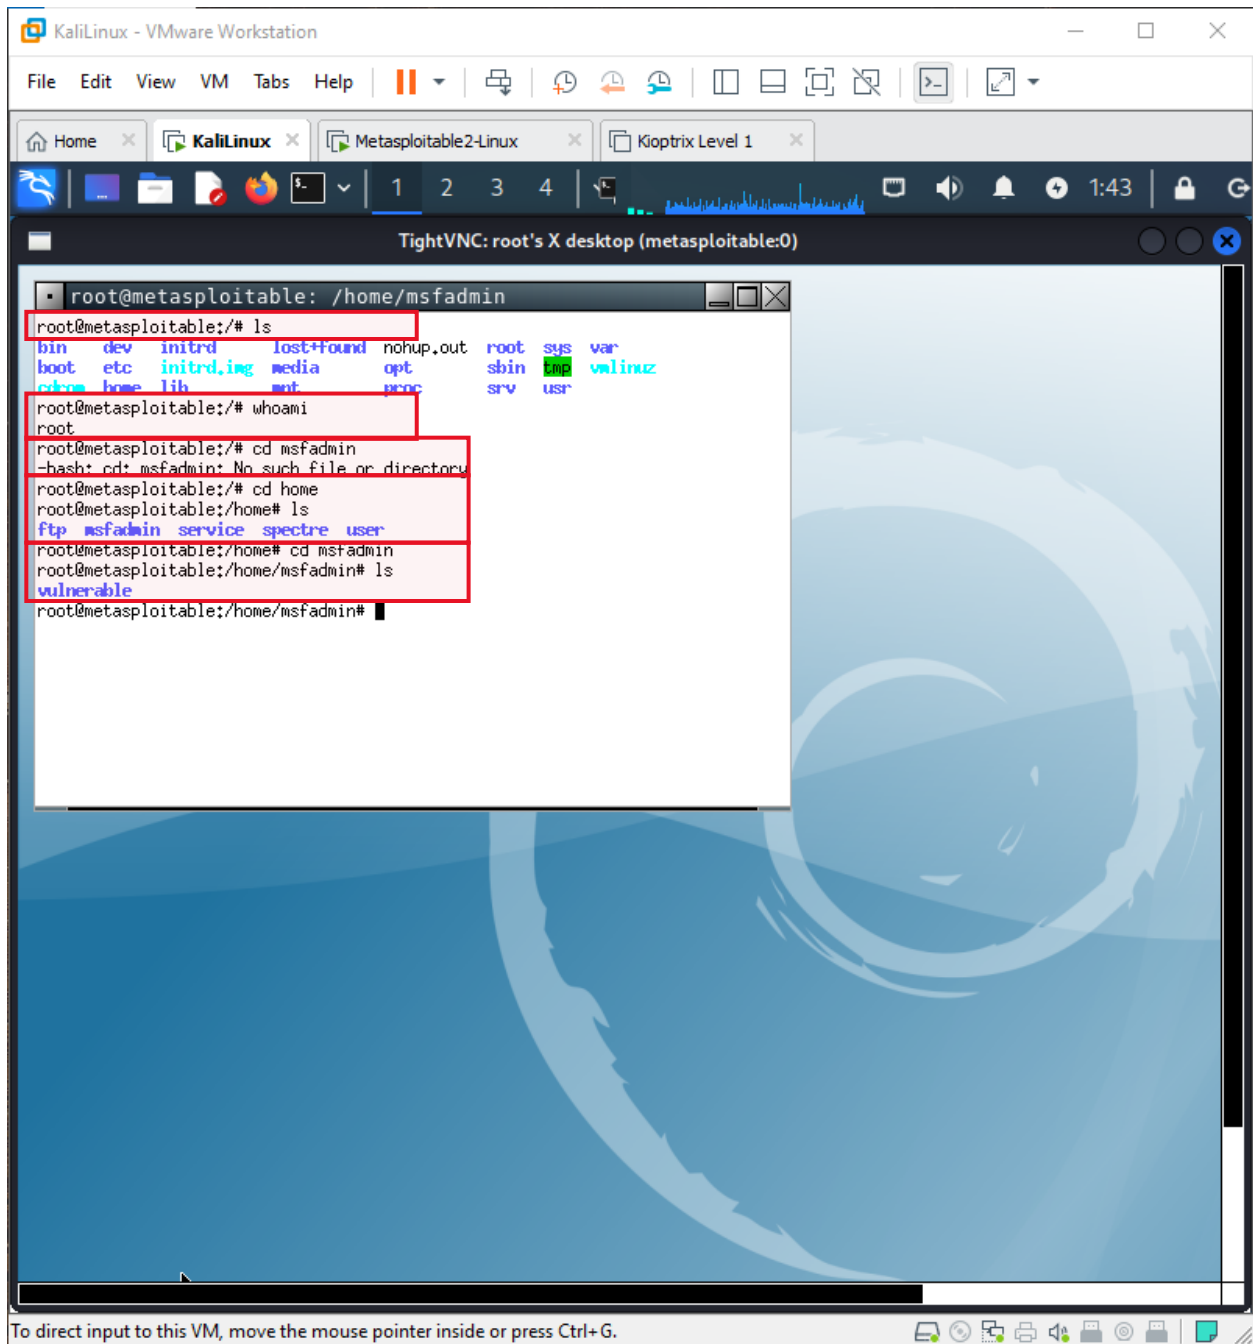 KaliLinux - VMware Workstation
File Edit View VM Tabs Help
Home KaliLinux Metasploitable2-Linux Kioptrix Level 1
1 2 3 4 1:43
TightVNC: root's X desktop (metasploitable:0)
root@metasploitable: /home/msfadmin
root@metasploitable:/# ls
bin dev initrd lost+found nohup.out root sys var
boot etc initrd.img media opt sbin tmp vmlinuz
cdrom home lib mnt proc srv usr
root@metasploitable:/# whoami
root
root@metasploitable:/# cd msfadmin
-bash: cd: msfadmin: No such file or directory
root@metasploitable:/# cd home
root@metasploitable:/home# ls
ftp msfadmin service spectre user
root@metasploitable:/home# cd msfadmin
root@metasploitable:/home/msfadmin# ls
vulnerable
root@metasploitable:/home/msfadmin#
To direct input to this VM, move the mouse pointer inside or press Ctrl+G.